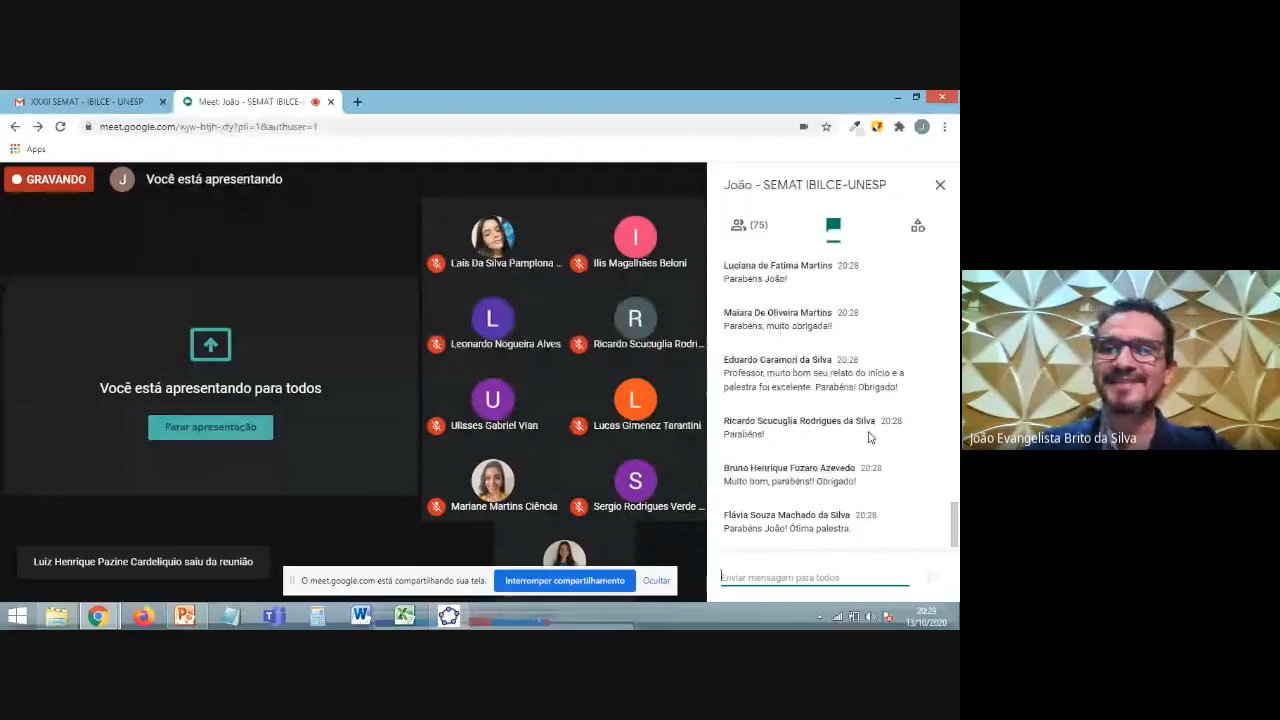 XXXII SEMAT - IBILCE - UNESP -
Meet: João - SEMAT IBILCE-
Apps
GRAVANDO
J
Você está apresentando
João - SEMAT IBILCE-UNESP
(75)
Laís Da Silva Pamplona ...
I
Ilis Magalhães Beloni
L
Leonardo Nogueira Alves
R
Ricardo Scucuglia Rodri...
Você está apresentando para todos
Parar apresentação
U
Ulisses Gabriel Vian
L
Lucas Gimenez Tarantini
Mariane Martins Ciência
S
Sergio Rodrigues Verde ...
Luiz Henrique Pazine Cardeliquio saiu da reunião
Luciana de Fatima Martins 20:28
Parabéns João!
Maiara De Oliveira Martins 20:28
Parabéns, muito obrigada!!
Eduardo Caramori da Silva 20:28
Professor, muito bom seu relato do início e a
palestra foi excelente. Parabéns! Obrigado!
Ricardo Scucuglia Rodrigues da Silva 20:28
Parabéns!
Bruno Henrique Fuzaro Azevedo 20:28
Muito bom, parabéns!! Obrigado!
Flávia Souza Machado da Silva 20:28
Parabéns João! Ótima palestra.
Enviar mensagem para todos
O meet.google.com está compartilhando sua tela.
Interromper compartilhamento
Ocultar
20:29
13/10/2020
João Evangelista Brito da Silva